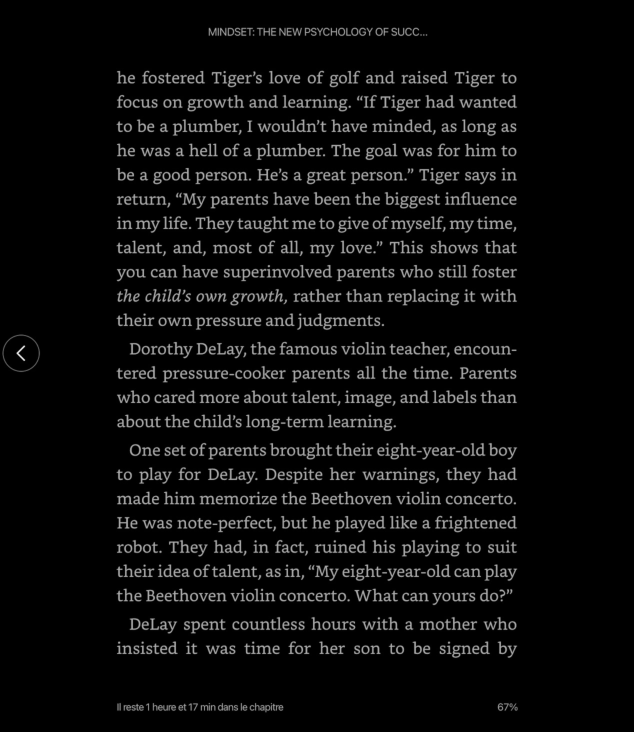 MINDSET: THE NEW PSYCHOLOGY OF SUCC...
he fostered Tiger’s love of golf and raised Tiger to
focus on growth and learning. “If Tiger had wanted
to be a plumber, I wouldn’t have minded, as long as
he was a hell of a plumber. The goal was for him to
be a good person. He’s a great person.” Tiger says in
return, “My parents have been the biggest influence
in my life. They taught me to give of myself, my time,
talent, and, most of all, my love.” This shows that
you can have superinvolved parents who still foster
the child’s own growth, rather than replacing it with
their own pressure and judgments.
Dorothy DeLay, the famous violin teacher, encoun-
tered pressure-cooker parents all the time. Parents
who cared more about talent, image, and labels than
about the child’s long-term learning.
One set of parents brought their eight-year-old boy
to play for DeLay. Despite her warnings, they had
made him memorize the Beethoven violin concerto.
He was note-perfect, but he played like a frightened
robot. They had, in fact, ruined his playing to suit
their idea of talent, as in, “My eight-year-old can play
the Beethoven violin concerto. What can yours do?”
DeLay spent countless hours with a mother who
insisted it was time for her son to be signed by
Il reste 1 heure et 17 min dans le chapitre
67%